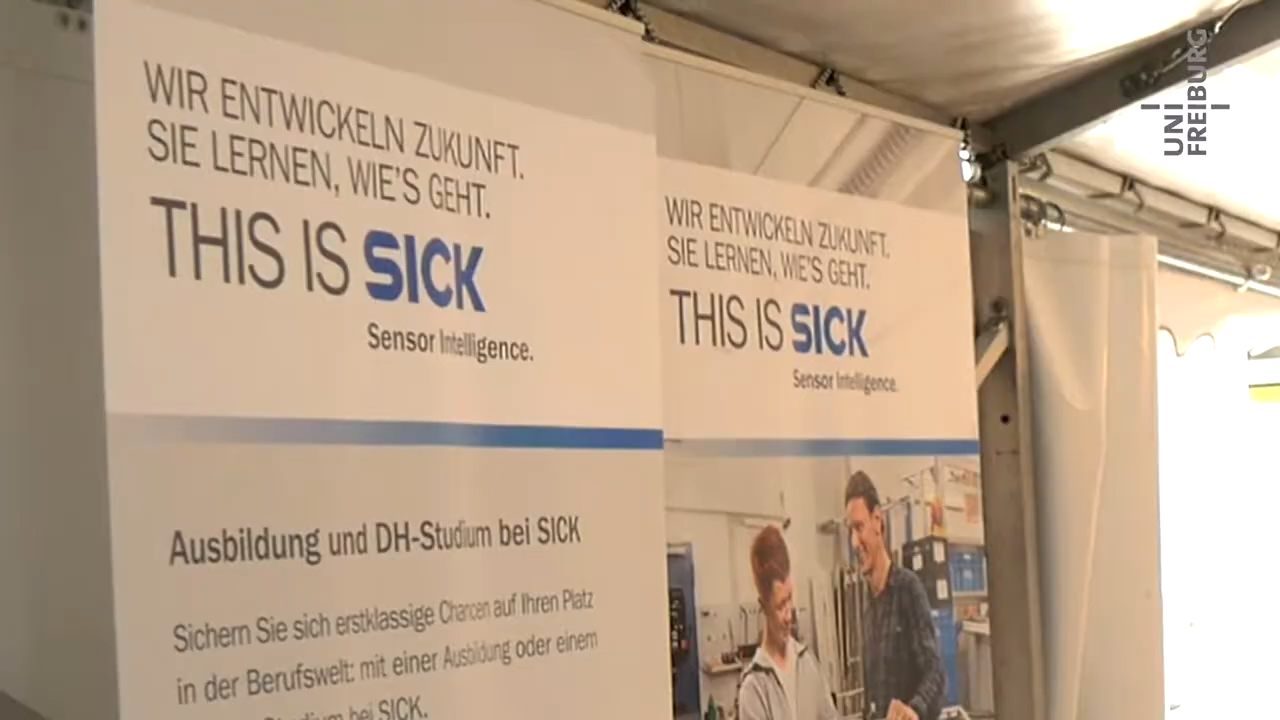 WIR ENTWICKELN ZUKUNFT.
SIE LERNEN, WIE'S GEHT.
THIS IS SICK
Sensor Intelligence.
Ausbildung und DH-Studium bei SICK
Sichern Sie sich erstklassige Chancen auf Ihren Platz
in der Berufswelt: mit einer Ausbildung oder einem
Studium bei SICK.
WIR ENTWICKELN ZUKUNFT.
SIE LERNEN, WIE'S GEHT.
THIS IS SICK
Sensor Intelligence.
UNI
FREIBURG